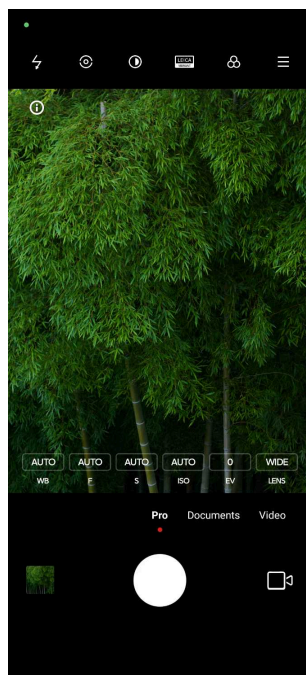 LEICA
AUTO AUTO AUTO AUTO 0 WIDE
WB F S ISO EV LENS
Pro Documents Video